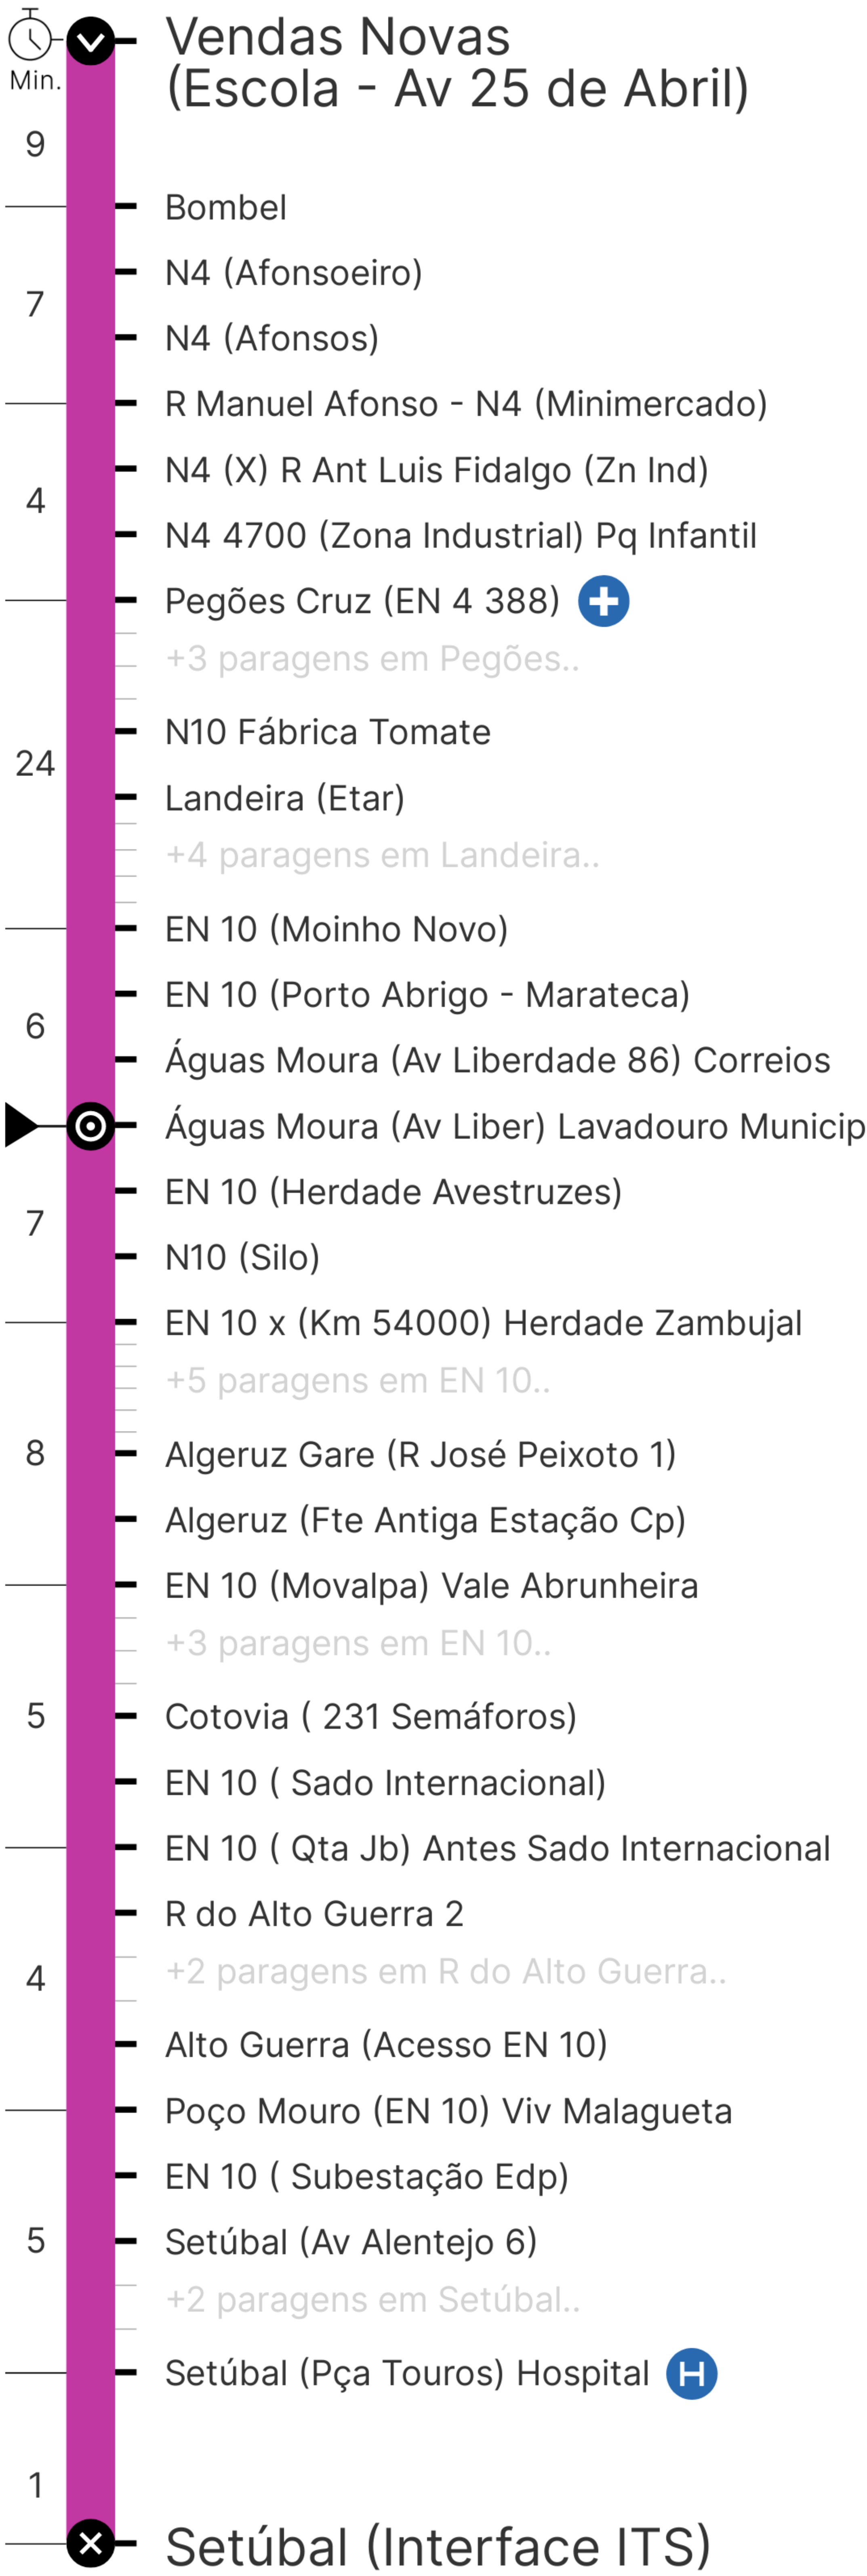 Vendas Novas
(Escola - Av 25 de Abril)
Min.
9
Bombel
N4 (Afonsoeiro)
7
N4 (Afonsos)
R Manuel Afonso - N4 (Minimercado)
N4 (X) R Ant Luis Fidalgo (Zn Ind)
4
N4 4700 (Zona Industrial) Pq Infantil
Pegões Cruz (EN 4 388)
+3 paragens em Pegões..
N10 Fábrica Tomate
24
Landeira (Etar)
+4 paragens em Landeira..
EN 10 (Moinho Novo)
EN 10 (Porto Abrigo - Marateca)
6
Águas Moura (Av Liberdade 86) Correios
Águas Moura (Av Liber) Lavadouro Municip
EN 10 (Herdade Avestruzes)
7
N10 (Silo)
EN 10 x (Km 54000) Herdade Zambujal
+5 paragens em EN 10..
8
Algeruz Gare (R José Peixoto 1)
Algeruz (Fte Antiga Estação Cp)
EN 10 (Movalpa) Vale Abrunheira
+3 paragens em EN 10..
5
Cotovia ( 231 Semáforos)
EN 10 ( Sado Internacional)
EN 10 ( Qta Jb) Antes Sado Internacional
R do Alto Guerra 2
4
+2 paragens em R do Alto Guerra..
Alto Guerra (Acesso EN 10)
Poço Mouro (EN 10) Viv Malagueta
EN 10 ( Subestação Edp)
5
Setúbal (Av Alentejo 6)
+2 paragens em Setúbal..
Setúbal (Pça Touros) Hospital H
1
Setúbal (Interface ITS)